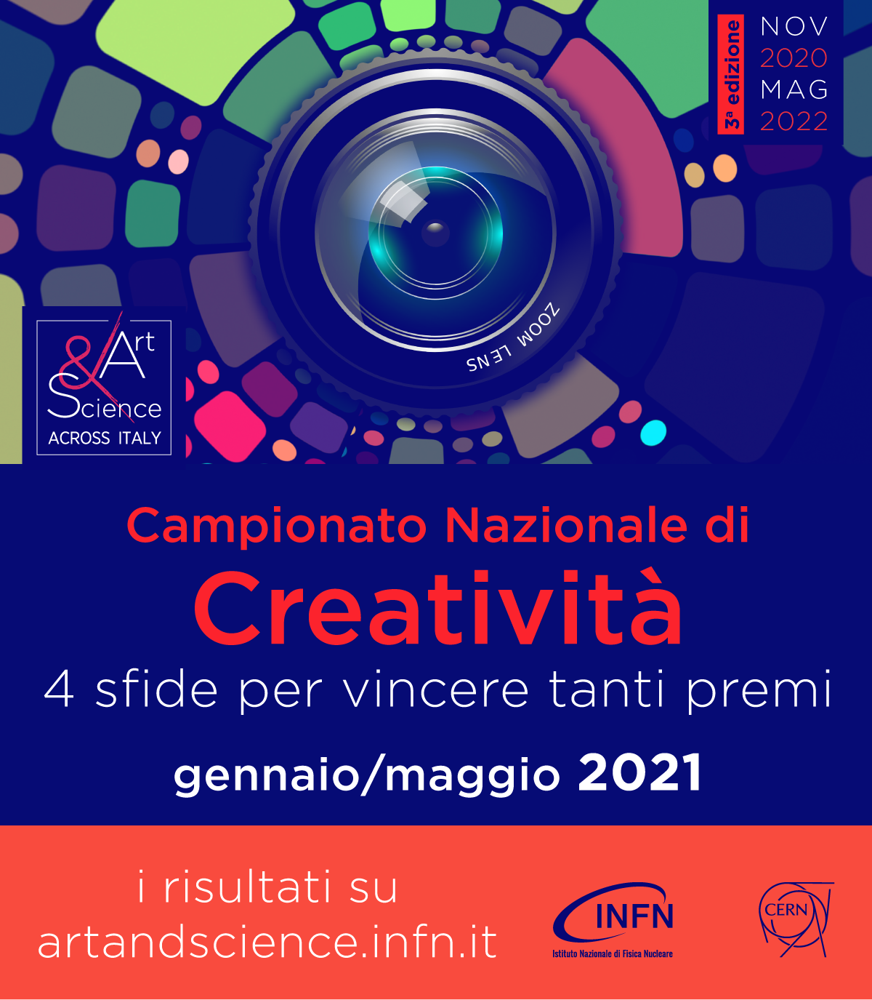 3ª edizione
NOV
2020
MAG
2022
ZOOM LENS
&Art
Science
ACROSS ITALY
Campionato Nazionale di
Creatività
4 sfide per vincere tanti premi
gennaio/maggio 2021
i risultati su
artandscience.infn.it
INFN
Istituto Nazionale di Fisica Nucleare
CERN